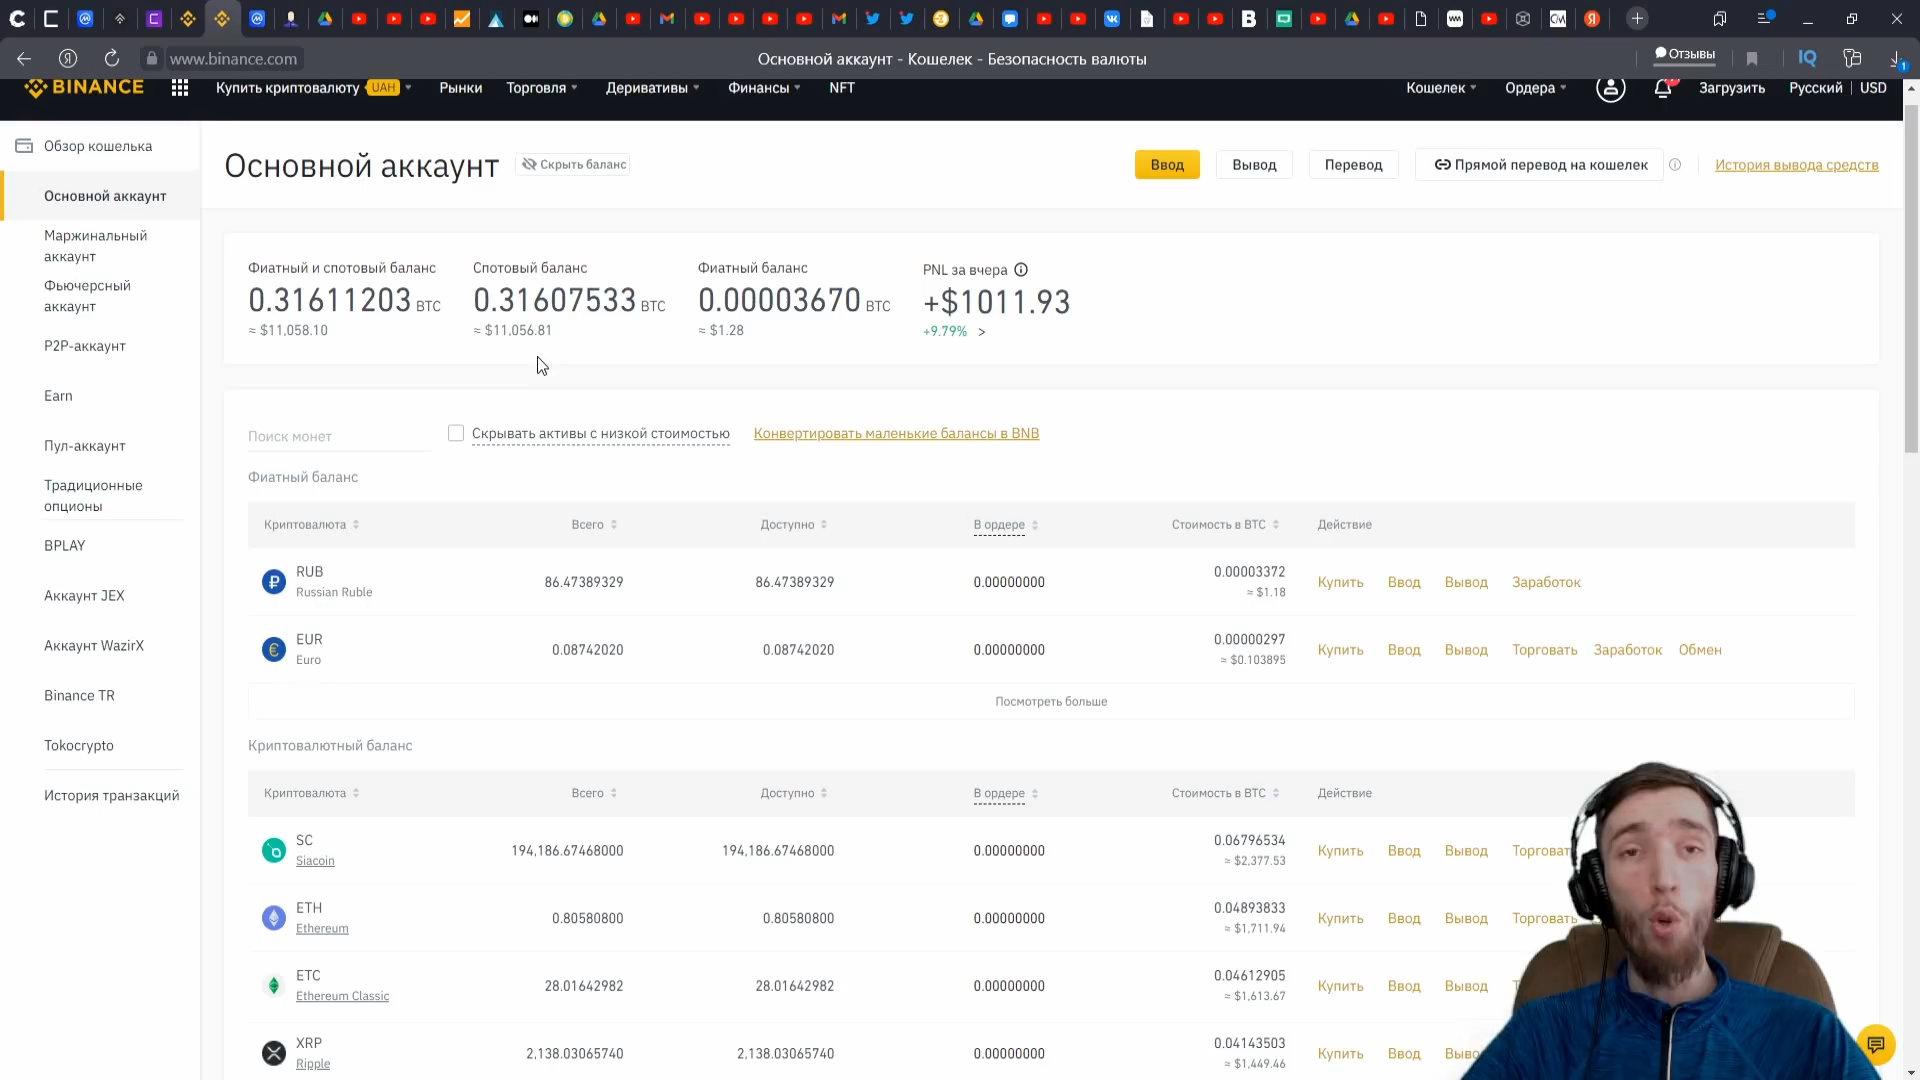 www.binance.com
Основной аккаунт - Кошелек - Безопасность валюты
Отзывы
IQ
1
BINANCE
Купить криптовалюту UAH
Рынки
Торговля
Деривативы
Финансы
NFT
Кошелек
Ордера
Загрузить
Русский | USD
Обзор кошелька
Основной аккаунт
Маржинальный
аккаунт
Фьючерсный
аккаунт
P2P-аккаунт
Earn
Пул-аккаунт
Традиционные
опционы
BPLAY
Аккаунт JEX
Аккаунт WazirX
Binance TR
Tokocrypto
История транзакций
Основной аккаунт
Скрыть баланс
Ввод
Вывод
Перевод
Прямой перевод на кошелек
История вывода средств
Фиатный и спотовый баланс
0.31611203 BTC
≈ $11,058.10
Спотовый баланс
0.31607533 BTC
≈ $11,056.81
Фиатный баланс
0.00003670 BTC
≈ $1.28
PNL за вчера
+$1011.93
+9.79% >
Поиск монет
Скрывать активы с низкой стоимостью
Конвертировать маленькие балансы в BNB
Фиатный баланс
Криптовалюта Всего Доступно В ордере Стоимость в BTC Действие
RUB
Russian Ruble
86.47389329 86.47389329 0.00000000
0.00003372
≈ $1.18
Купить Ввод Вывод Заработок
EUR
Euro
0.08742020 0.08742020 0.00000000
0.00000297
≈ $0.103895
Купить Ввод Вывод Торговать Заработок Обмен
Посмотреть больше
Криптовалютный баланс
Криптовалюта Всего Доступно В ордере Стоимость в BTC Действие
SC
Siacoin
194,186.67468000 194,186.67468000 0.00000000
0.06796534
≈ $2,377.53
Купить Ввод Вывод Торговат
ETH
Ethereum
0.80580800 0.80580800 0.00000000
0.04893833
≈ $1,711.94
Купить Ввод Вывод Торговать
ETC
Ethereum Classic
28.01642982 28.01642982 0.00000000
0.04612905
≈ $1,613.67
Купить Ввод Вывод
XRP
Ripple
2,138.03065740 2,138.03065740 0.00000000
0.04143503
≈ $1,449.46
Купить Ввод Выво